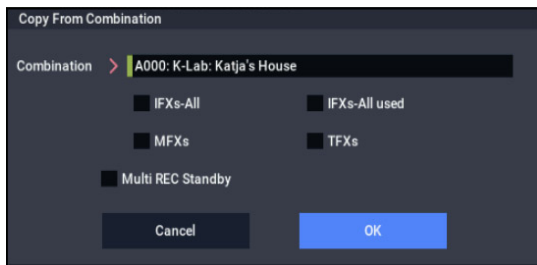 Copy From Combination
Combination > A000: K-Lab: Katja's House
IFXs-All IFXs-All used
MFXs TFXs
Multi REC Standby
Cancel OK